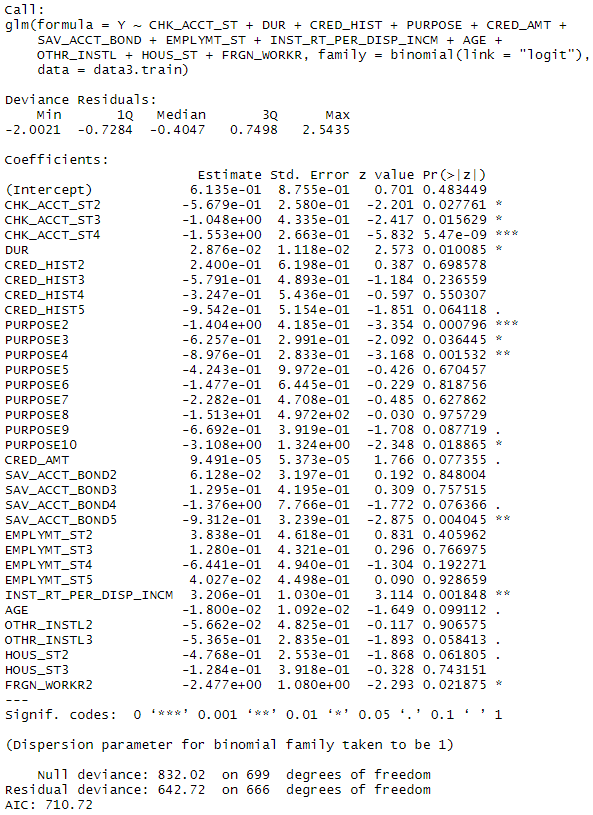 Call:
glm(formula = Y ~ CHK_ACCT_ST + DUR + CRED_HIST + PURPOSE + CRED_AMT +
    SAV_ACCT_BOND + EMPLYMT_ST + INST_RT_PER_DISP_INCM + AGE +
    OTHR_INSTL + HOUS_ST + FRGN_WORKR, family = binomial(link = "logit"),
    data = data3.train)

Deviance Residuals:
    Min       1Q   Median       3Q      Max
-2.0021  -0.7284  -0.4047   0.7498   2.5435

Coefficients:
                        Estimate Std. Error z value Pr(>|z|)
(Intercept)            6.135e-01  8.755e-01   0.701 0.483449
CHK_ACCT_ST2          -5.679e-01  2.580e-01  -2.201 0.027761 *
CHK_ACCT_ST3          -1.048e+00  4.335e-01  -2.417 0.015629 *
CHK_ACCT_ST4          -1.553e+00  2.663e-01  -5.832 5.47e-09 ***
DUR                    2.876e-02  1.118e-02   2.573 0.010085 *
CRED_HIST2             2.400e-01  6.198e-01   0.387 0.698578
CRED_HIST3            -5.791e-01  4.893e-01  -1.184 0.236559
CRED_HIST4            -3.247e-01  5.436e-01  -0.597 0.550307
CRED_HIST5            -9.542e-01  5.154e-01  -1.851 0.064118 .
PURPOSE2              -1.404e+00  4.185e-01  -3.354 0.000796 ***
PURPOSE3              -6.257e-01  2.991e-01  -2.092 0.036445 *
PURPOSE4              -8.976e-01  2.833e-01  -3.168 0.001532 **
PURPOSE5              -4.243e-01  9.972e-01  -0.426 0.670457
PURPOSE6              -1.477e-01  6.445e-01  -0.229 0.818756
PURPOSE7              -2.282e-01  4.708e-01  -0.485 0.627862
PURPOSE8              -1.513e+01  4.972e+02  -0.030 0.975729
PURPOSE9              -6.692e-01  3.919e-01  -1.708 0.087719 .
PURPOSE10             -3.108e+00  1.324e+00  -2.348 0.018865 *
CRED_AMT               9.491e-05  5.373e-05   1.766 0.077355 .
SAV_ACCT_BOND2         6.128e-02  3.197e-01   0.192 0.848004
SAV_ACCT_BOND3         1.295e-01  4.195e-01   0.309 0.757515
SAV_ACCT_BOND4        -1.376e+00  7.766e-01  -1.772 0.076366 .
SAV_ACCT_BOND5        -9.312e-01  3.239e-01  -2.875 0.004045 **
EMPLYMT_ST2            3.838e-01  4.618e-01   0.831 0.405962
EMPLYMT_ST3            1.280e-01  4.321e-01   0.296 0.766975
EMPLYMT_ST4           -6.441e-01  4.940e-01  -1.304 0.192271
EMPLYMT_ST5            4.027e-02  4.498e-01   0.090 0.928659
INST_RT_PER_DISP_INCM  3.206e-01  1.030e-01   3.114 0.001848 **
AGE                   -1.800e-02  1.092e-02  -1.649 0.099112 .
OTHR_INSTL2           -5.662e-02  4.825e-01  -0.117 0.906575
OTHR_INSTL3           -5.365e-01  2.835e-01  -1.893 0.058413 .
HOUS_ST2              -4.768e-01  2.553e-01  -1.868 0.061805 .
HOUS_ST3              -1.284e-01  3.918e-01  -0.328 0.743151
FRGN_WORKR2           -2.477e+00  1.080e+00  -2.293 0.021875 *
---
Signif. codes:  0 ‘***’ 0.001 ‘**’ 0.01 ‘*’ 0.05 ‘.’ 0.1 ‘ ’ 1

(Dispersion parameter for binomial family taken to be 1)

    Null deviance: 832.02  on 699  degrees of freedom
Residual deviance: 642.72  on 666  degrees of freedom
AIC: 710.72